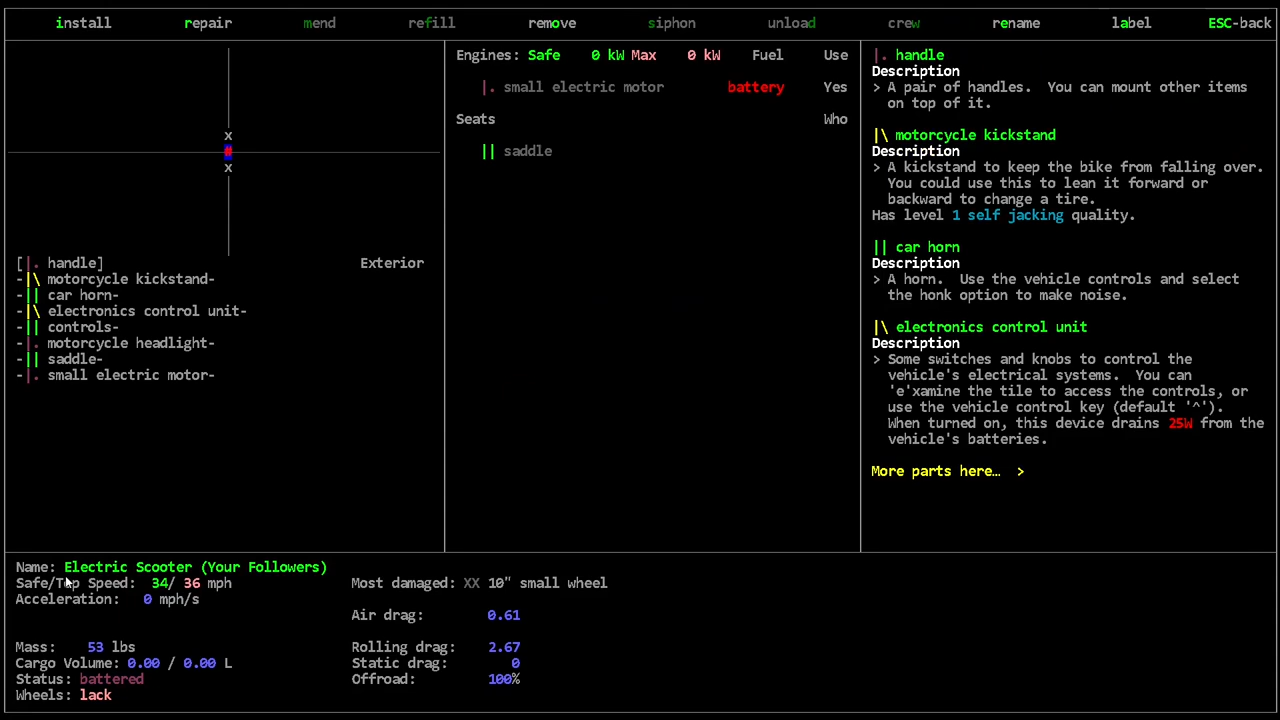 install repair mend refill remove siphon unload crew rename label ESC-back
x
#
x
[|. handle] Exterior
-|\ motorcycle kickstand-
-|| car horn-
-|\ electronics control unit-
-|| controls-
-|. motorcycle headlight-
-|| saddle-
-|. small electric motor-
Engines: Safe 0 kW Max 0 kW Fuel Use
|. small electric motor battery Yes
Seats Who
|| saddle
|. handle
Description
> A pair of handles. You can mount other items
on top of it.
|\ motorcycle kickstand
Description
> A kickstand to keep the bike from falling over.
You could use this to lean it forward or
backward to change a tire.
Has level 1 self jacking quality.
|| car horn
Description
> A horn. Use the vehicle controls and select
the honk option to make noise.
|\ electronics control unit
Description
> Some switches and knobs to control the
vehicle's electrical systems. You can
'e'xamine the tile to access the controls, or
use the vehicle control key (default '^').
When turned on, this device drains 25W from the
vehicle's batteries.
More parts here… >
Name: Electric Scooter (Your Followers)
Safe/Top Speed: 34/ 36 mph
Acceleration: 0 mph/s
Mass: 53 lbs
Cargo Volume: 0.00 / 0.00 L
Status: battered
Wheels: lack
Most damaged: XX 10" small wheel
Air drag: 0.61
Rolling drag: 2.67
Static drag: 0
Offroad: 100%